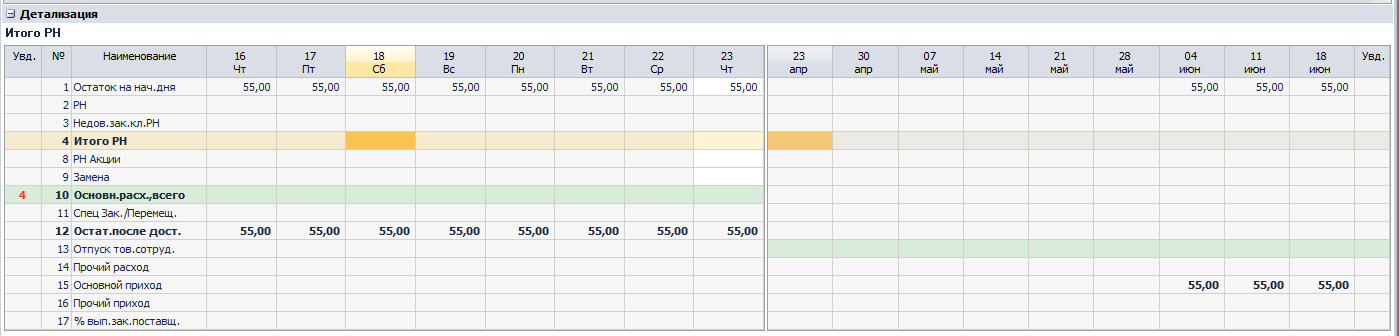 Детализация
Итого РН
Увд. № Наименование 16 Чт 17 Пт 18 Сб 19 Вс 20 Пн 21 Вт 22 Ср 23 Чт 23 апр 30 апр 07 май 14 май 21 май 28 май 04 июн 11 июн 18 июн Увд.
1 Остаток на нач.дня 55,00 55,00 55,00 55,00 55,00 55,00 55,00 55,00 55,00 55,00 55,00
2 РН
3 Недов.зак.кл.РН
4 Итого РН
8 РН Акции
9 Замена
4 10 Основн.расх.,всего
11 Спец Зак./Перемещ.
12 Остат.после дост. 55,00 55,00 55,00 55,00 55,00 55,00 55,00 55,00
13 Отпуск тов.сотруд.
14 Прочий расход
15 Основной приход 55,00 55,00 55,00
16 Прочий приход
17 % вып.зак.поставщ.